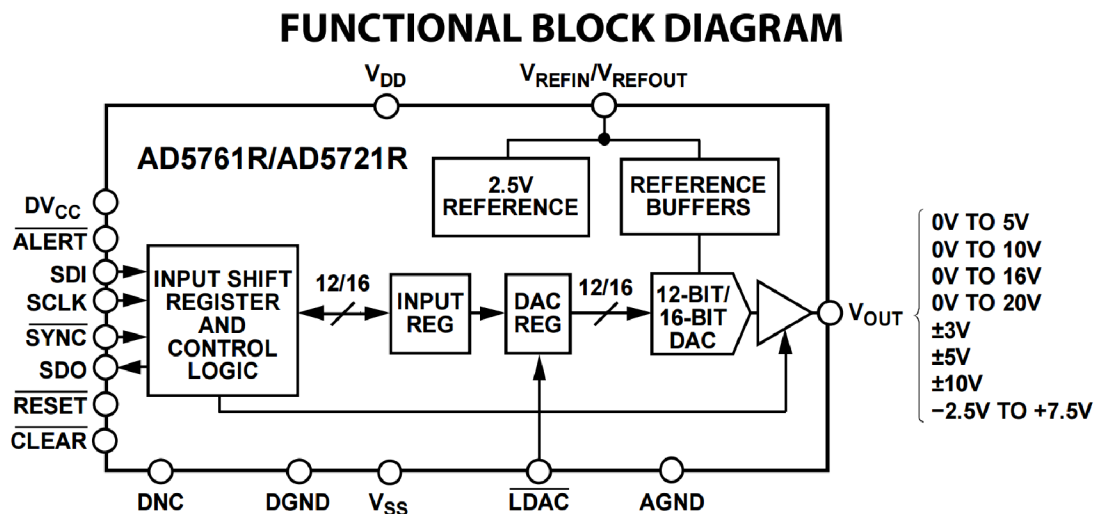 FUNCTIONAL BLOCK DIAGRAM
VDD
VREFIN/VREFOUT
AD5761R/AD5721R
2.5V
REFERENCE
REFERENCE
BUFFERS
DVCC
ALERT
SDI
SCLK
SYNC
SDO
RESET
CLEAR
INPUT SHIFT
REGISTER
AND
CONTROL
LOGIC
12/16
INPUT
REG
DAC
REG
12/16
12-BIT/
16-BIT
DAC
VOUT
0V TO 5V
0V TO 10V
0V TO 16V
0V TO 20V
±3V
±5V
±10V
−2.5V TO +7.5V
DNC
DGND
VSS
LDAC
AGND